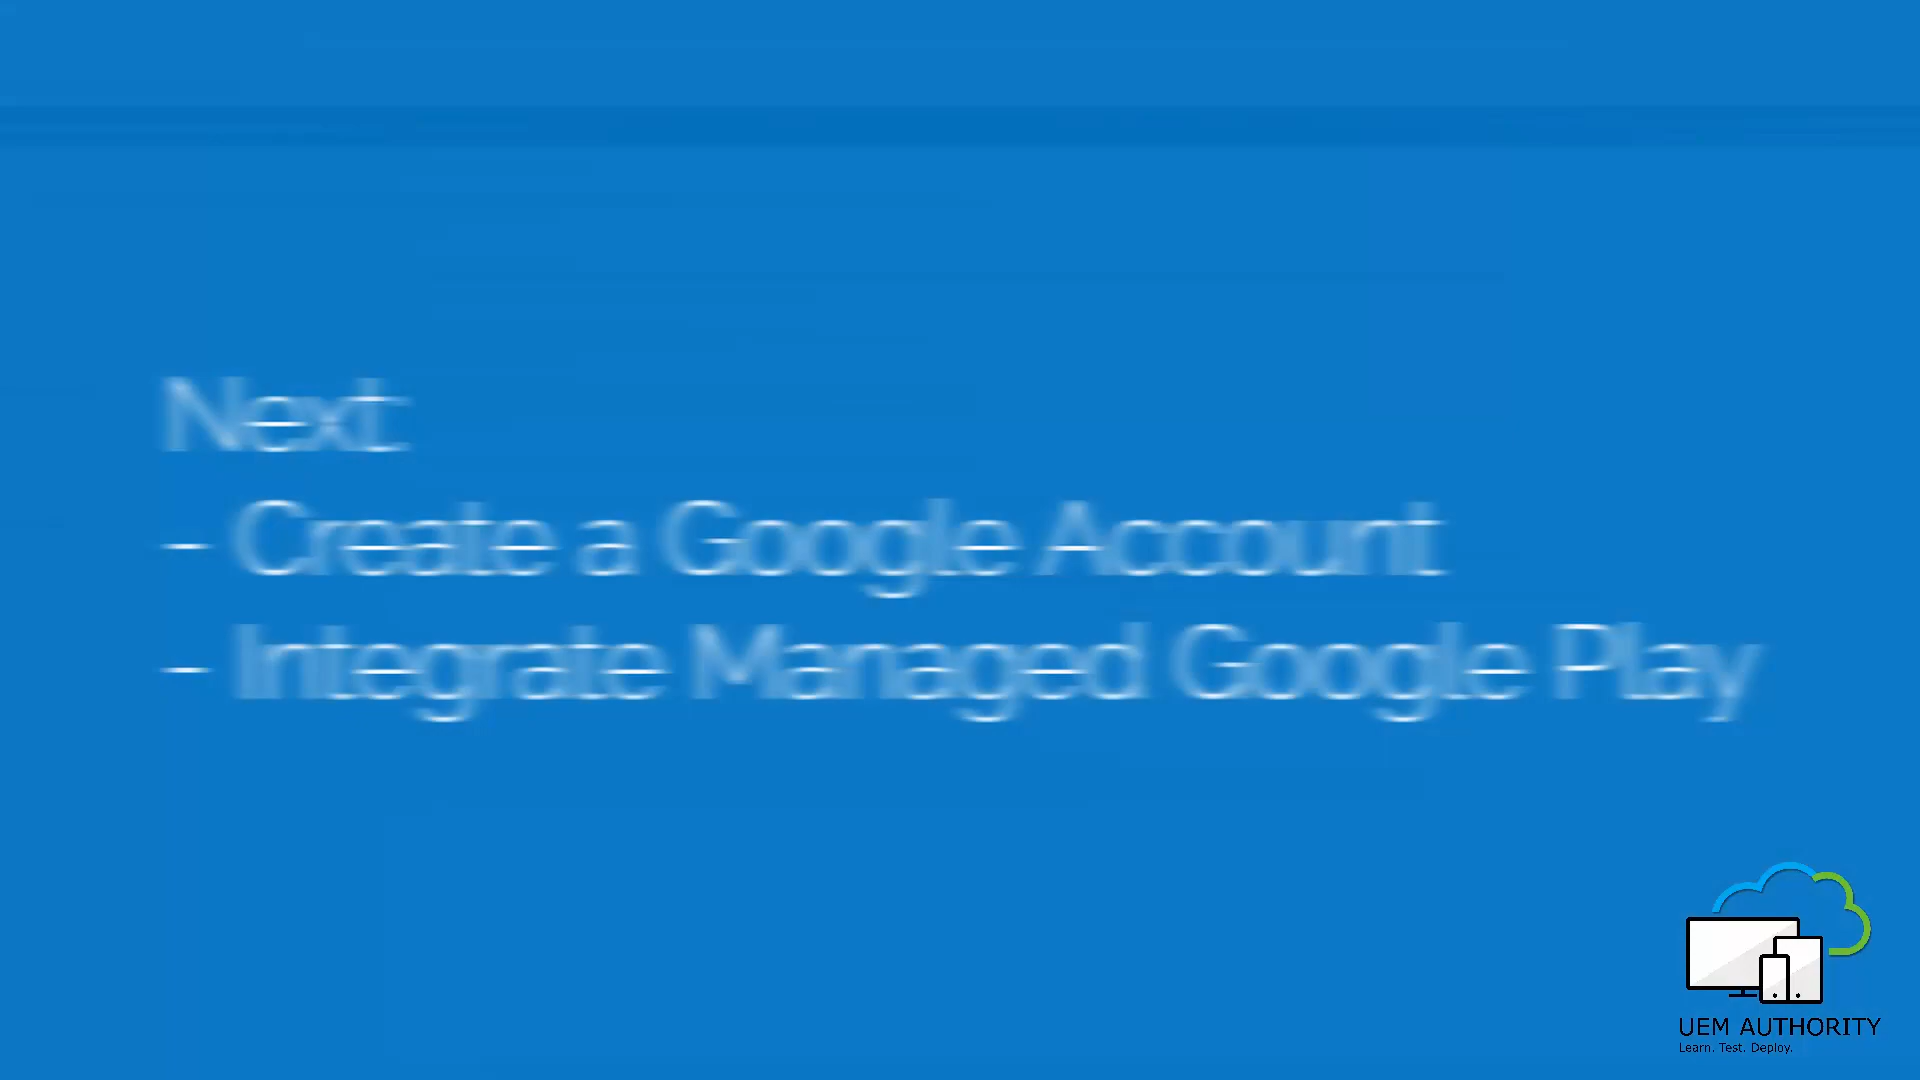 Next:
- Create a Google Account
- Integrate Managed Google Play
UEM AUTHORITY
Learn. Test. Deploy.